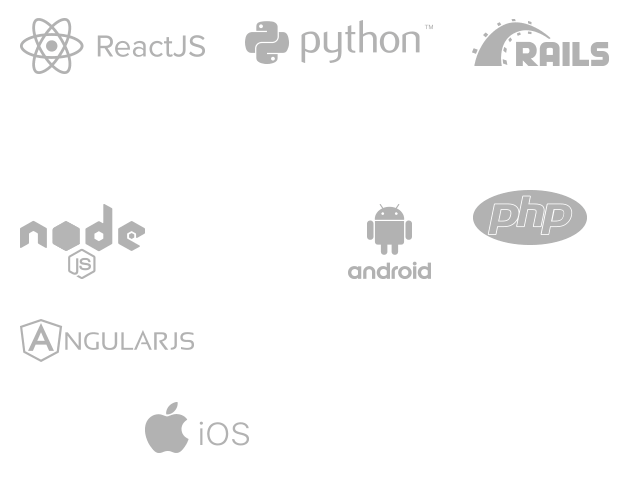 ReactJS
python™
RAILS
node
JS
android
php
ANGULARJS
iOS